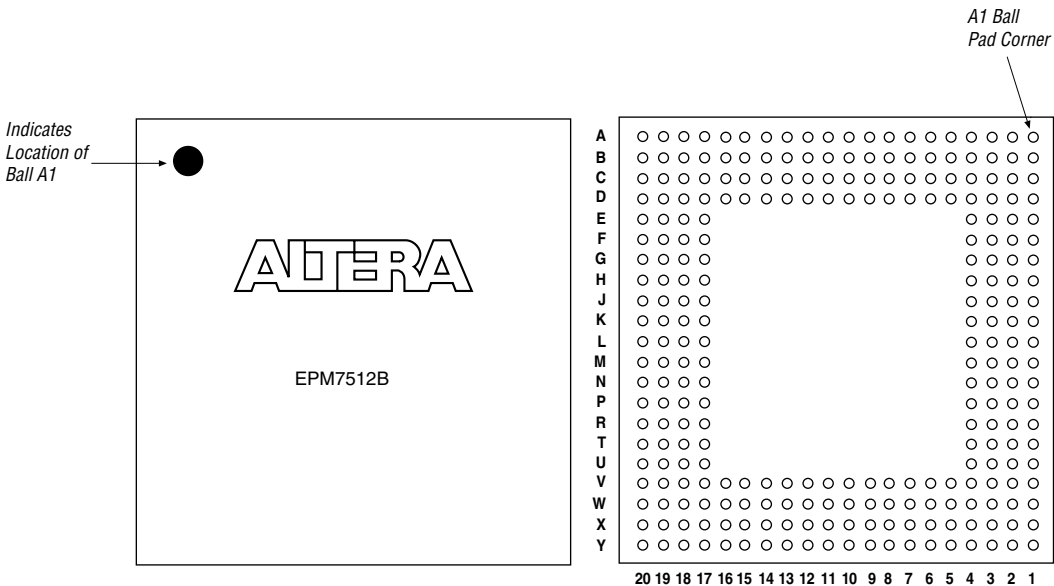 A1 Ball
Pad Corner
Indicates
Location of
Ball A1
ALTERA
EPM7512B
A
B
C
D
E
F
G
H
J
K
L
M
N
P
R
T
U
V
W
X
Y
20 19 18 17 16 15 14 13 12 11 10 9 8 7 6 5 4 3 2 1